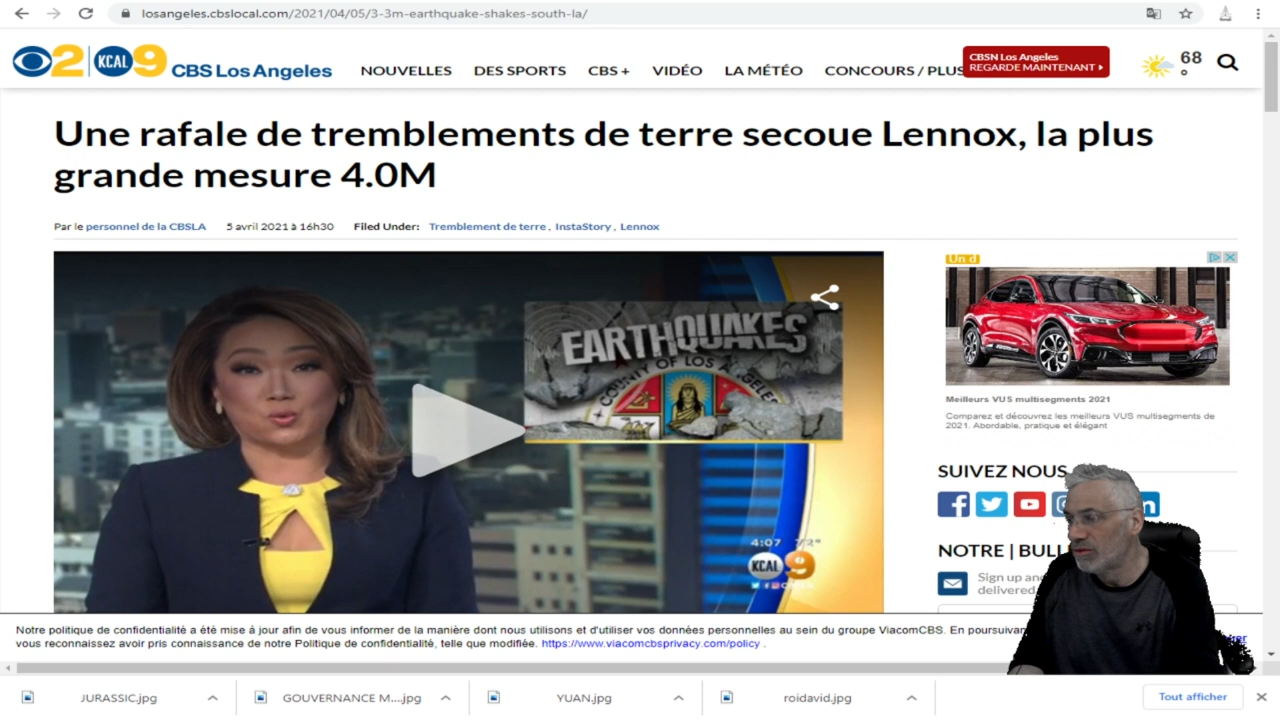 losangeles.cbslocal.com/2021/04/05/3-3m-earthquake-shakes-south-la/
2 KCAL 9 CBS Los Angeles
NOUVELLES DES SPORTS CBS + VIDÉO LA MÉTÉO CONCOURS / PLUS
CBSN Los Angeles
REGARDE MAINTENANT
68
°
Une rafale de tremblements de terre secoue Lennox, la plus
grande mesure 4.0M
Par le personnel de la CBSLA 5 avril 2021 à 16h30 Filed Under: Tremblement de terre , InstaStory , Lennox
Un d
EARTHQUAKES
COUNTY OF LOS ANGELES
Meilleurs VUS multisegments 2021
Comparez et découvrez les meilleurs VUS multisegments de
2021. Abordable, pratique et élégant
SUIVEZ NOUS
4:07
KCAL 9
NOTRE | BULL
Sign up and
delivered
Notre politique de confidentialité a été mise à jour afin de vous informer de la manière dont nous utilisons et d'utiliser vos données personnelles au sein du groupe ViacomCBS. En poursuivan
vous reconnaissez avoir pris connaissance de notre Politique de confidentialité, telle que modifiée. https://www.viacomcbsprivacy.com/policy .
JURASSIC.jpg GOUVERNANCE M....jpg YUAN.jpg roidavid.jpg Tout afficher